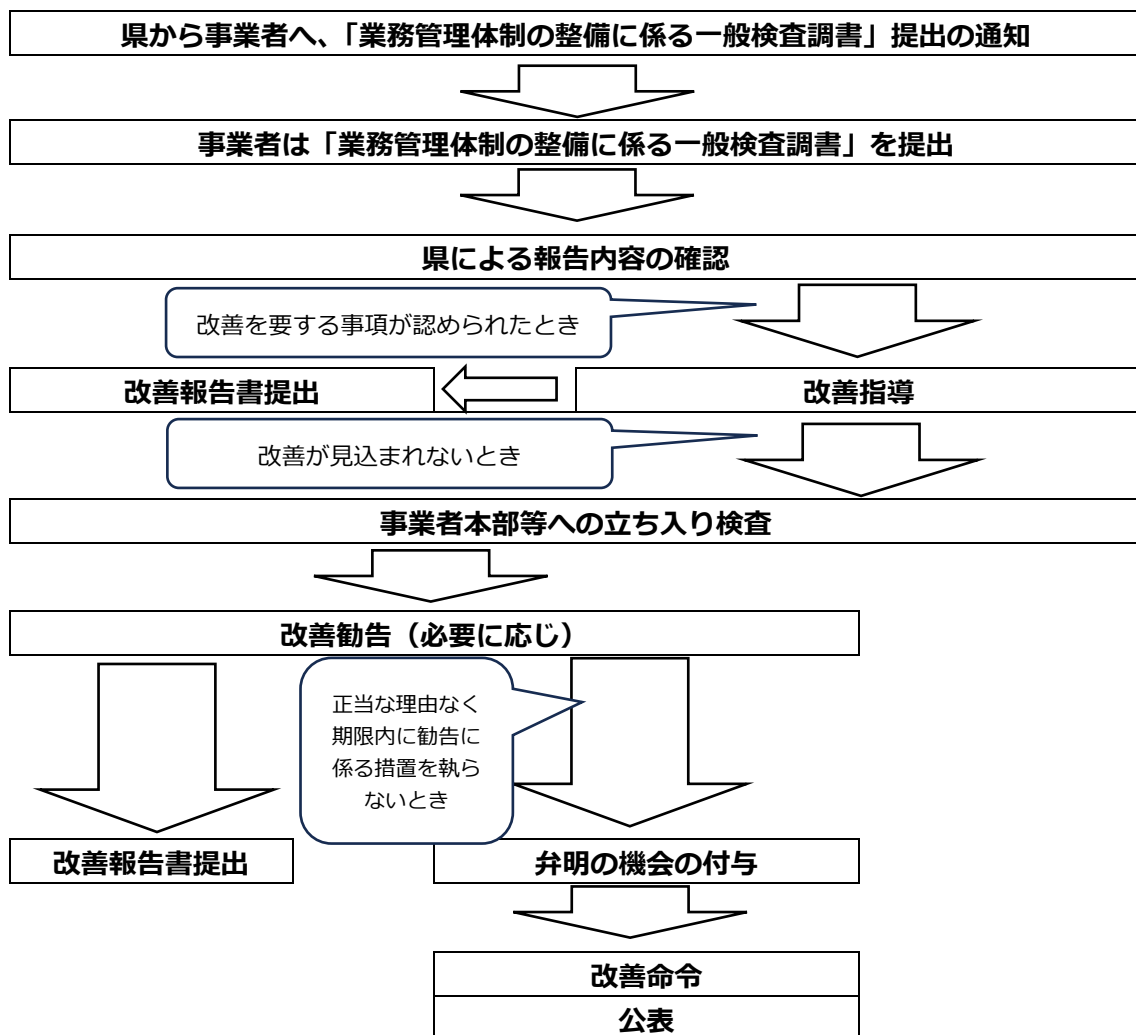 県から事業者へ、「業務管理体制の整備に係る一般検査調書」提出の通知
事業者は「業務管理体制の整備に係る一般検査調書」を提出
県による報告内容の確認
改善を要する事項が認められたとき
改善報告書提出
改善指導
改善が見込まれないとき
事業者本部等への立ち入り検査
改善勧告（必要に応じ）
正当な理由なく
期限内に勧告に
係る措置を執ら
ないとき
改善報告書提出
弁明の機会の付与
改善命令
公表